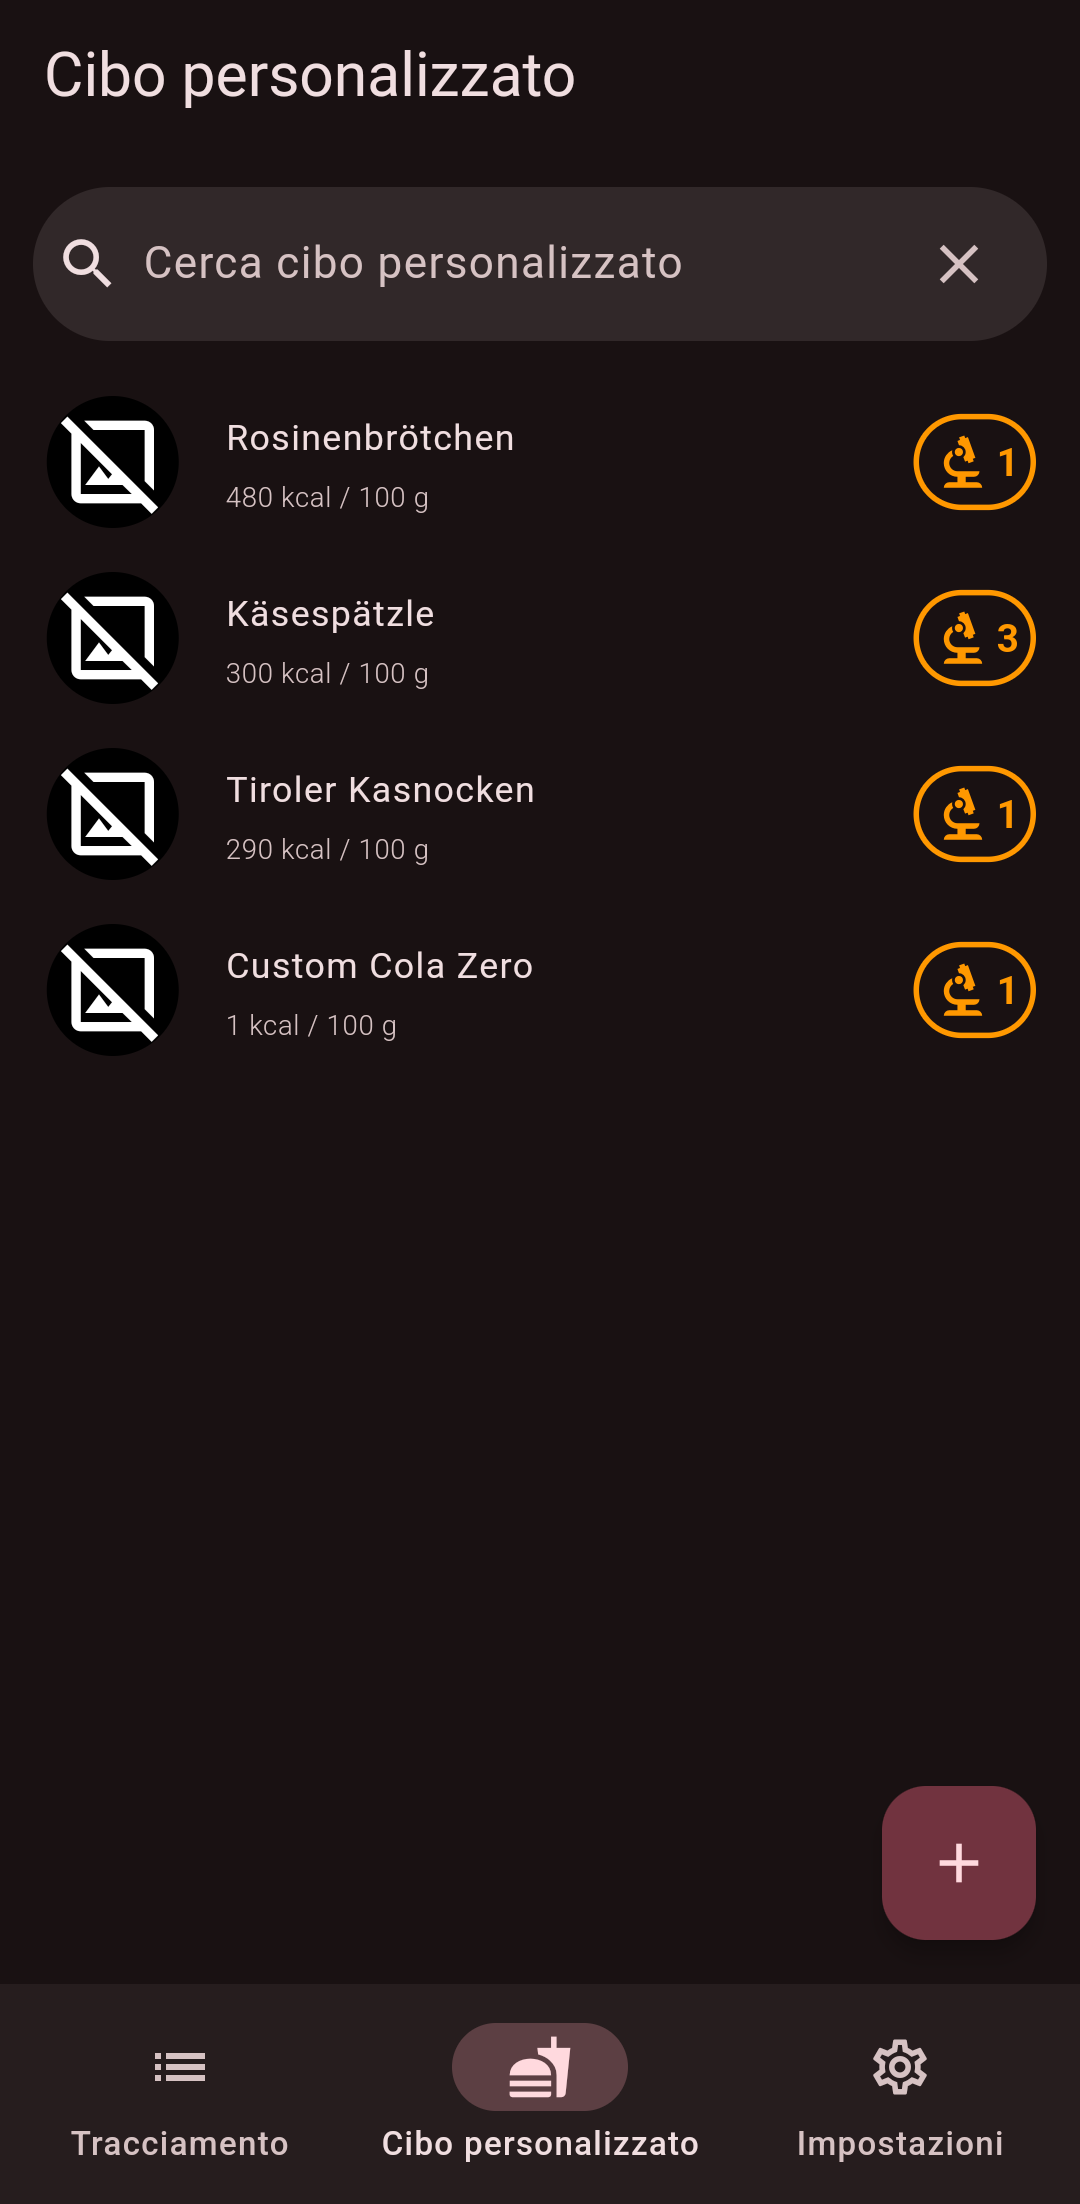 Cibo personalizzato
Cerca cibo personalizzato
Rosinenbrötchen
480 kcal / 100 g
1
Käsespätzle
300 kcal / 100 g
3
Tiroler Kasnocken
290 kcal / 100 g
1
Custom Cola Zero
1 kcal / 100 g
1
Tracciamento
Cibo personalizzato
Impostazioni